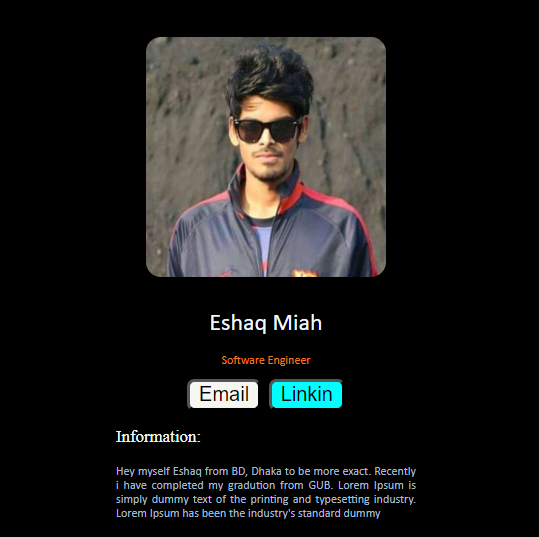 Eshaq Miah
Software Engineer
Email
Linkin
Information:
Hey myself Eshaq from BD, Dhaka to be more exact. Recently
i have completed my gradution from GUB. Lorem Ipsum is
simply dummy text of the printing and typesetting industry.
Lorem Ipsum has been the industry's standard dummy